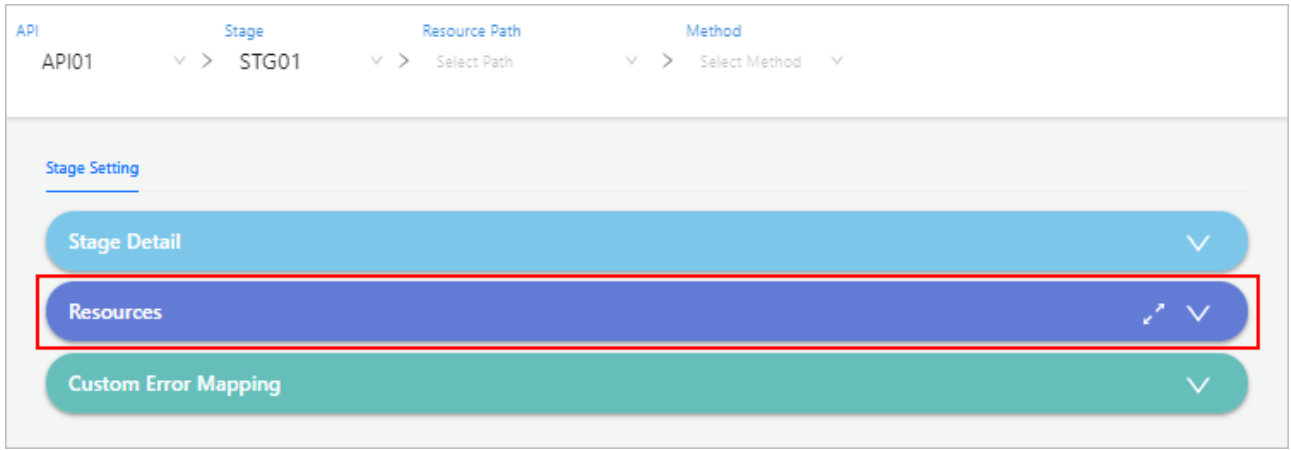 API Stage Resource Path Method
API01 > STG01 > Select Path > Select Method
Stage Setting
Stage Detail
Resources
Custom Error Mapping